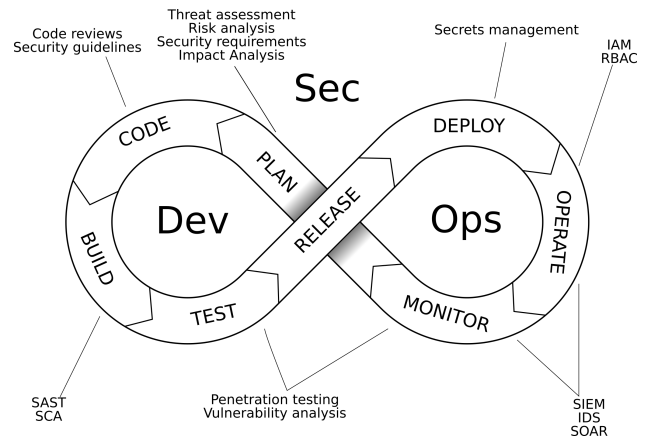 Threat assessment
Risk analysis
Security requirements
Impact Analysis
Code reviews
Security guidelines
Secrets management
IAM
RBAC
Sec
CODE
PLAN
DEPLOY
Dev
RELEASE
Ops
OPERATE
BUILD
TEST
MONITOR
SAST
SCA
Penetration testing
Vulnerability analysis
SIEM
IDS
SOAR